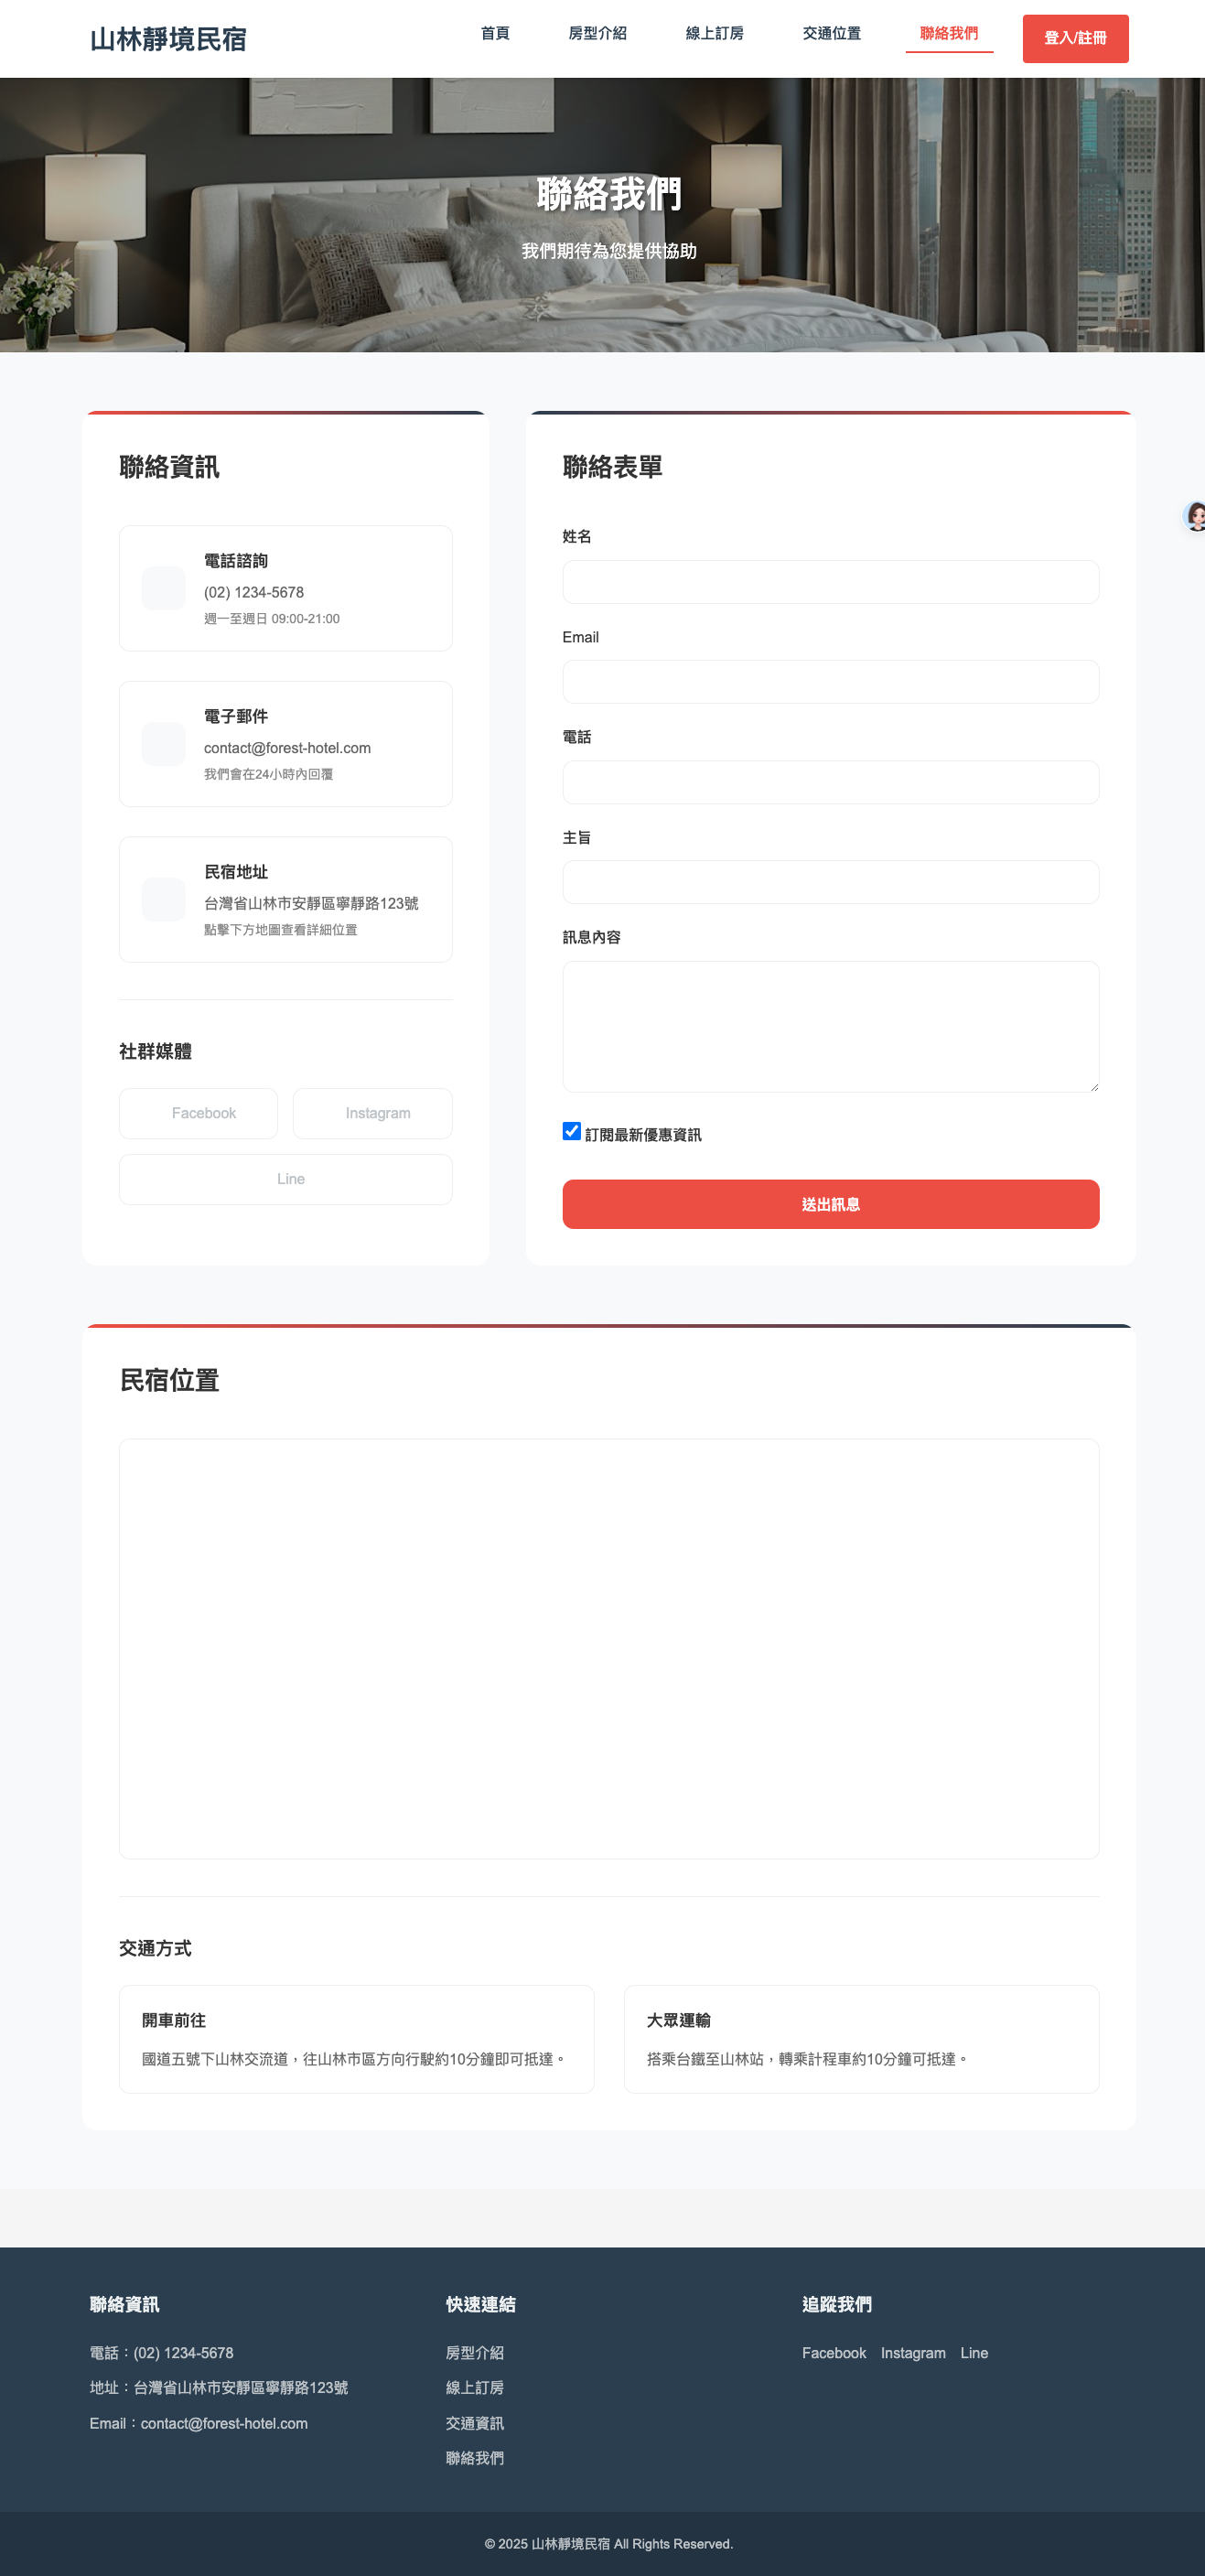 山林靜境民宿
首頁
房型介紹
線上訂房
交通位置
聯絡我們
登入/註冊
聯絡我們
我們期待為您提供協助
聯絡資訊
電話諮詢
(02) 1234-5678
週一至週日 09:00-21:00
電子郵件
contact@forest-hotel.com
我們會在24小時內回覆
民宿地址
台灣省山林市安靜區寧靜路123號
點擊下方地圖查看詳細位置
社群媒體
Facebook
Instagram
Line
聯絡表單
姓名
Email
電話
主旨
訊息內容
訂閱最新優惠資訊
送出訊息
民宿位置
交通方式
開車前往
國道五號下山林交流道，往山林市區方向行駛約10分鐘即可抵達。
大眾運輸
搭乘台鐵至山林站，轉乘計程車約10分鐘可抵達。
聯絡資訊
電話：(02) 1234-5678
地址：台灣省山林市安靜區寧靜路123號
Email：contact@forest-hotel.com
快速連結
房型介紹
線上訂房
交通資訊
聯絡我們
追蹤我們
Facebook Instagram Line
© 2025 山林靜境民宿 All Rights Reserved.